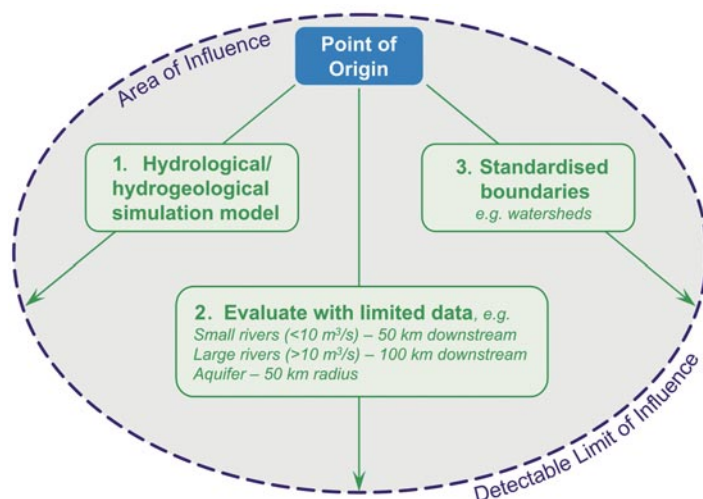 Area of Influence
Point of
Origin
1. Hydrological/
hydrogeological
simulation model
3. Standardised
boundaries
e.g. watersheds
2. Evaluate with limited data, e.g.
Small rivers (<10 m³/s) – 50 km downstream
Large rivers (>10 m³/s) – 100 km downstream
Aquifer – 50 km radius
Detectable Limit of Influence